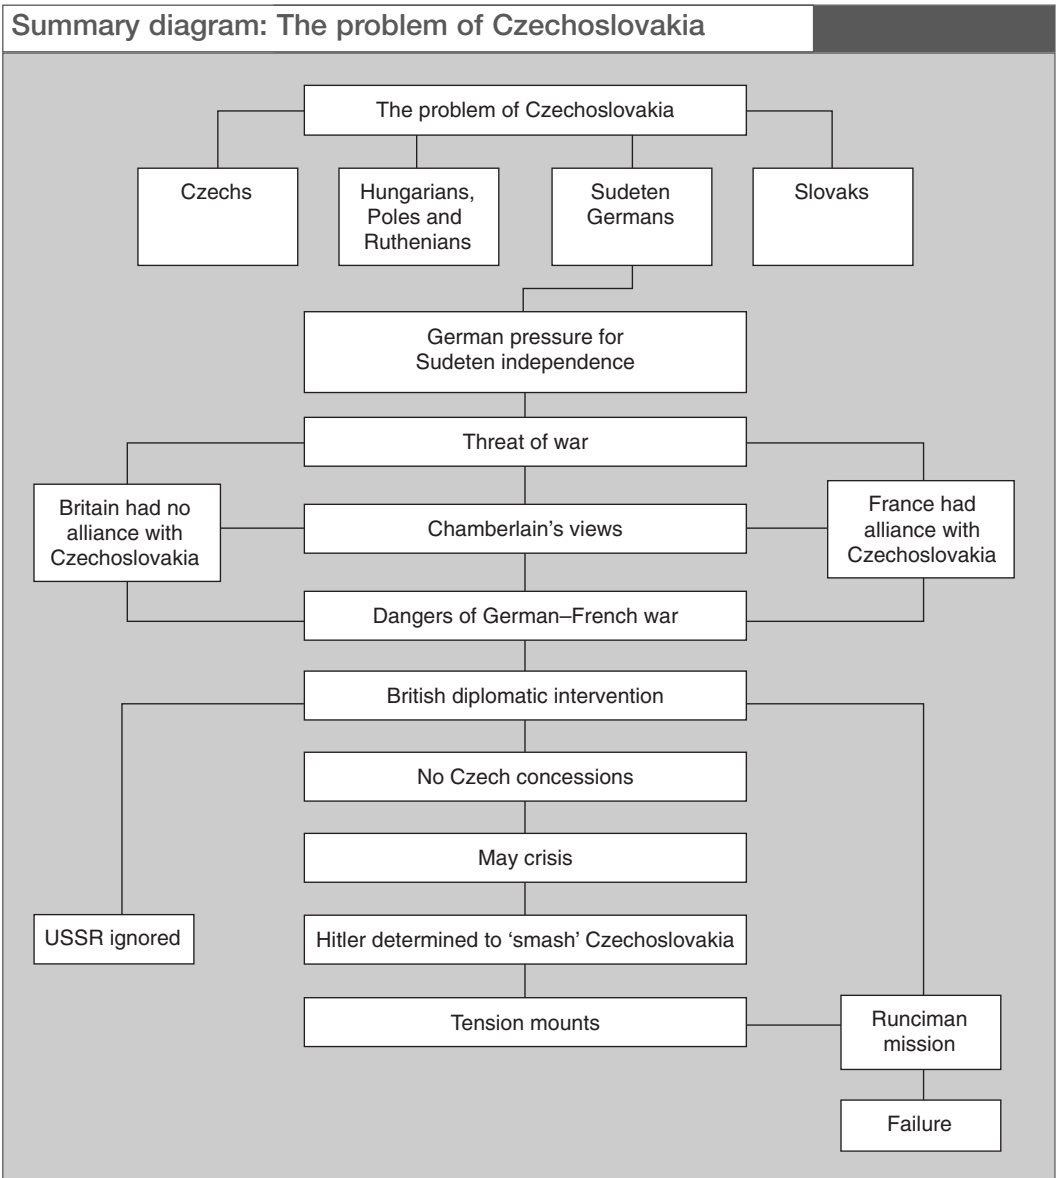 Summary diagram: The problem of Czechoslovakia
The problem of Czechoslovakia
Czechs
Hungarians,
Poles and
Ruthenians
Sudeten
Germans
Slovaks
German pressure for
Sudeten independence
Threat of war
Britain had no
alliance with
Czechoslovakia
Chamberlain's views
France had
alliance with
Czechoslovakia
Dangers of German–French war
British diplomatic intervention
No Czech concessions
May crisis
USSR ignored
Hitler determined to ‘smash’ Czechoslovakia
Tension mounts
Runciman
mission
Failure